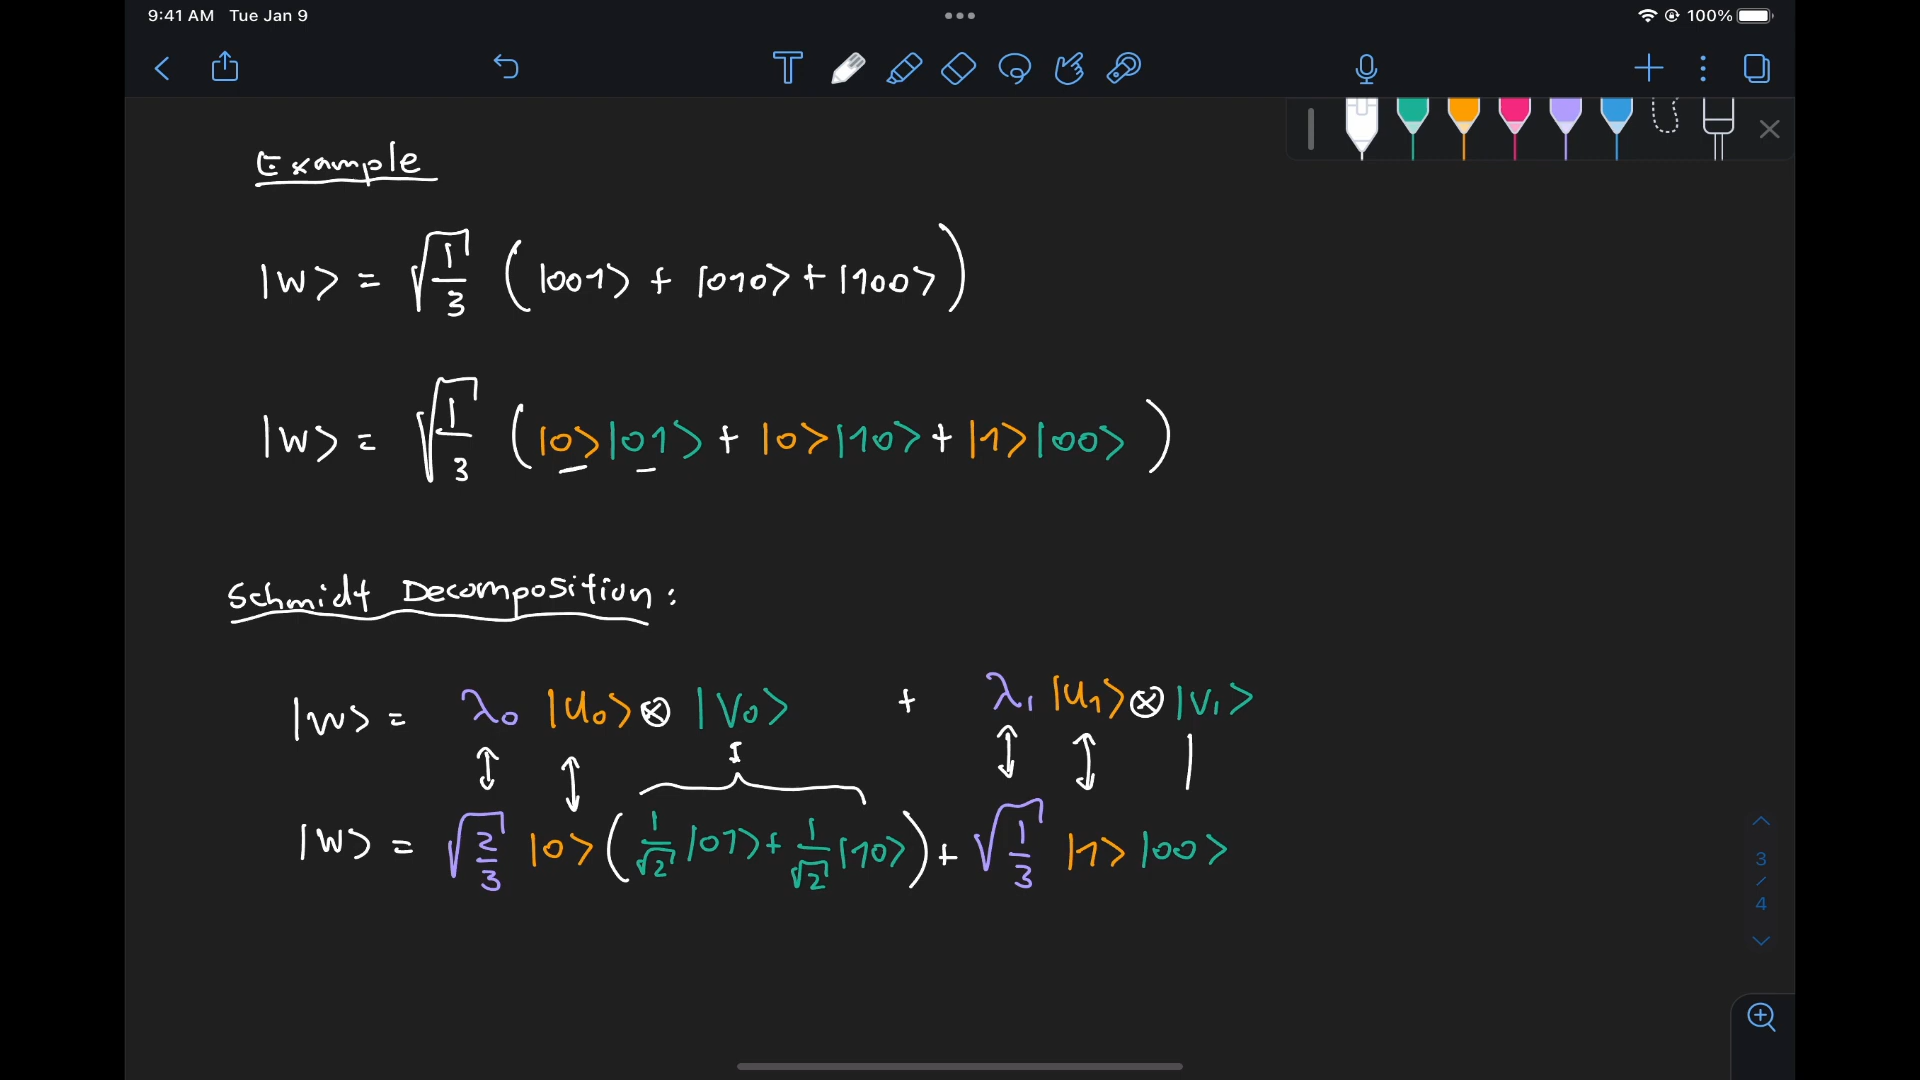 9:41 AM Tue Jan 9 100%
Example
|W> = √(1/3) (|001> + |010> + |100>)
|W> = √(1/3) (|0>|01> + |0>|10> + |1>|00>)
Schmidt Decomposition:
|W> = λ₀ |u₀> ⊗ |v₀> + λ₁ |u₁> ⊗ |v₁>
|W> = √(2/3) |0> (1/√2 |01> + 1/√2 |10>) + √(1/3) |1> |00>
3
/
4